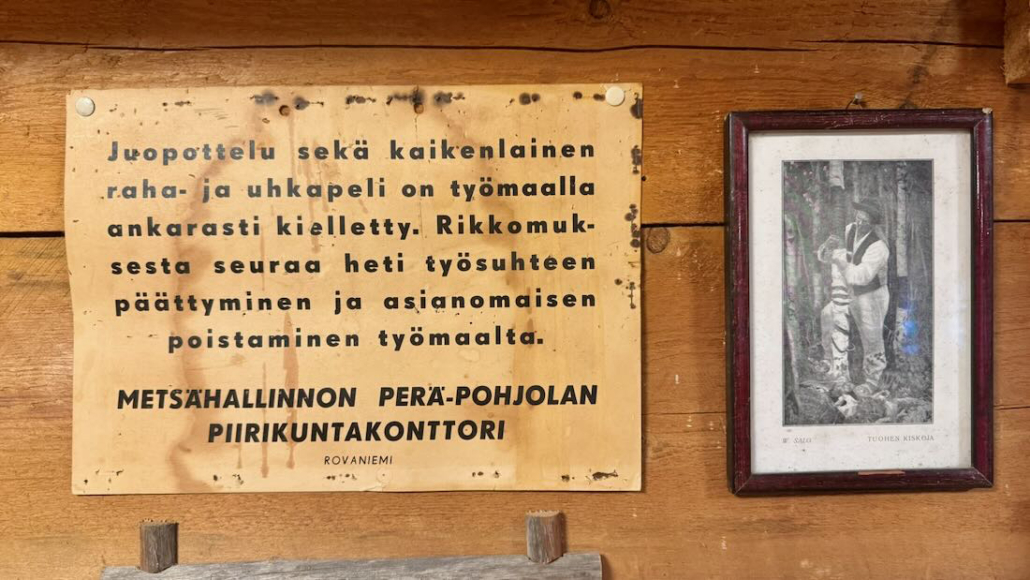 Juopottelu sekä kaikenlainen
raha- ja uhkapeli on työmaalla
ankarasti kielletty. Rikkomuk-
sesta seuraa heti työsuhteen
päättyminen ja asianomaisen
poistaminen työmaalta.
METSÄHALLINNON PERÄ-POHJOLAN
PIIRIKUNTAKONTTORI
ROVANIEMI
W. SALO. TUOHEN KISKOJA